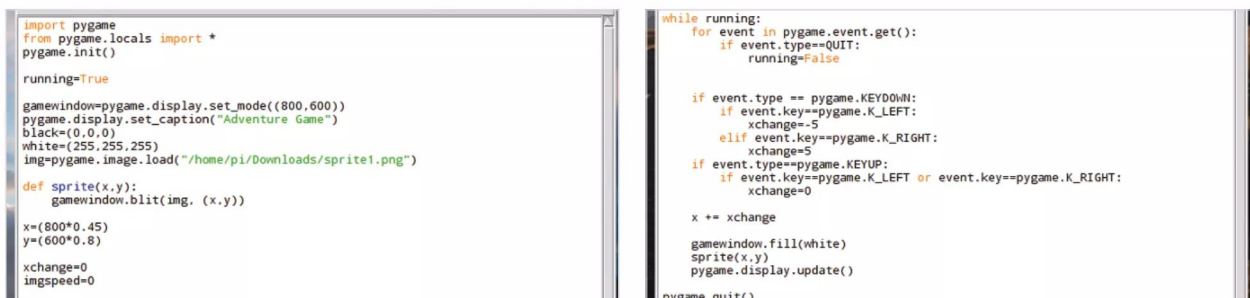 import pygame
from pygame.locals import *
pygame.init()
running=True
gamewindow=pygame.display.set_mode((800,600))
pygame.display.set_caption("Adventure Game")
black=(0,0,0)
white=(255,255,255)
img=pygame.image.load("/home/pi/Downloads/sprite1.png")
def sprite(x,y):
    gamewindow.blit(img, (x,y))
x=(800*0.45)
y=(600*0.8)
xchange=0
imgspeed=0
while running:
    for event in pygame.event.get():
        if event.type==QUIT:
            running=False
    if event.type == pygame.KEYDOWN:
        if event.key==pygame.K_LEFT:
            xchange=-5
        elif event.key==pygame.K_RIGHT:
            xchange=5
    if event.type==pygame.KEYUP:
        if event.key==pygame.K_LEFT or event.key==pygame.K_RIGHT:
            xchange=0
    x += xchange
    gamewindow.fill(white)
    sprite(x,y)
    pygame.display.update()
pygame.quit()